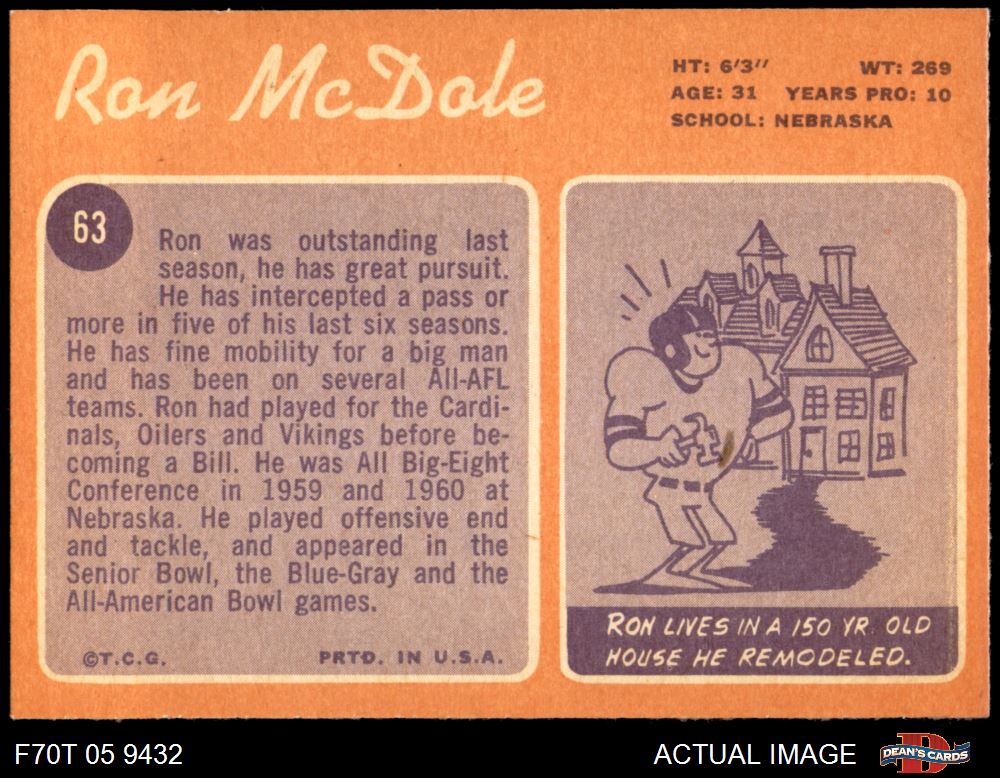 Ron McDole
HT: 6'3" WT: 269
AGE: 31 YEARS PRO: 10
SCHOOL: NEBRASKA
63
Ron was outstanding last
season, he has great pursuit.
He has intercepted a pass or
more in five of his last six seasons.
He has fine mobility for a big man
and has been on several All-AFL
teams. Ron had played for the Cardi-
nals, Oilers and Vikings before be-
coming a Bill. He was All Big-Eight
Conference in 1959 and 1960 at
Nebraska. He played offensive end
and tackle, and appeared in the
Senior Bowl, the Blue-Gray and the
All-American Bowl games.
©T.C.G. PRTD. IN U.S.A.
RON LIVES IN A 150 YR. OLD
HOUSE HE REMODELED.
F70T 05 9432
ACTUAL IMAGE
D
DEAN'S CARDS